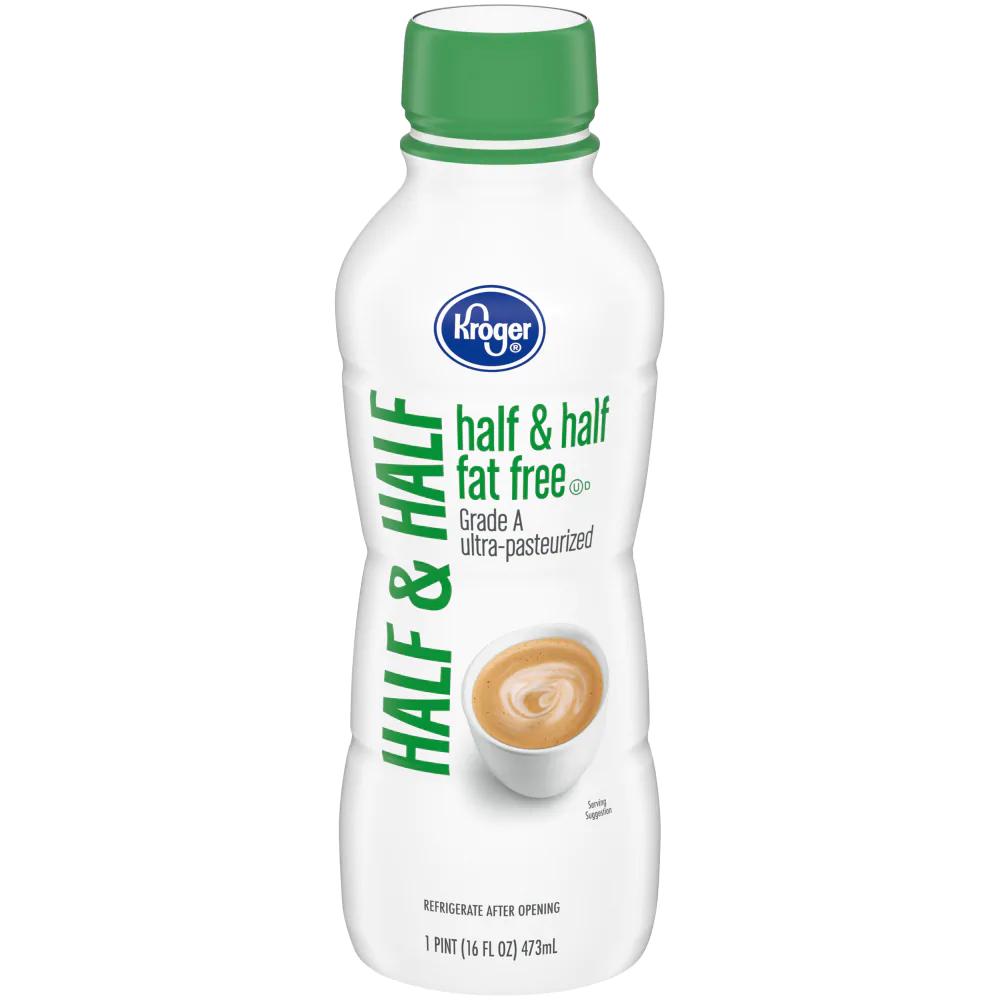 Kröger®
HALF & HALF
half & half
fat free Ⓤ D
Grade A
ultra-pasteurized
Serving
Suggestion
REFRIGERATE AFTER OPENING
1 PINT (16 FL OZ) 473mL